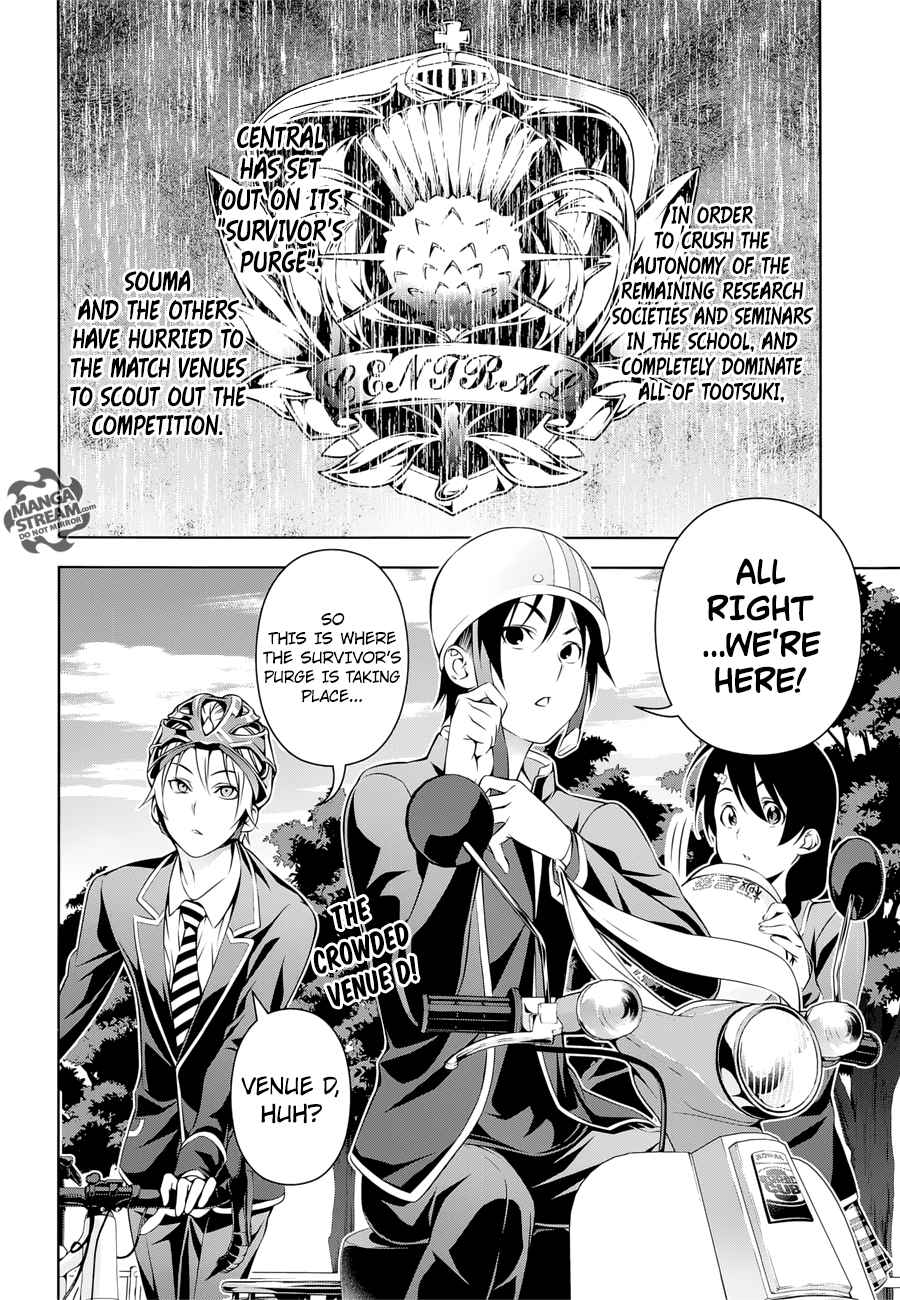 IN ORDER
TO CRUSH THE
AUTONOMY OF THE
REMAINING RESEARCH
SOCIETIES AND SEMINARS
IN THE SCHOOL, AND
COMPLETELY DOMINATE
ALL OF TOOTSUKI,
CENTRAL
HAS SET
OUT ON ITS
"SURVIVOR'S
PURGE".
SOUMA
AND THE OTHERS
HAVE HURRIED TO
THE MATCH VENUES
TO SCOUT OUT THE
COMPETITION.
CENTRAL
MANGA
STREAM.com
DO NOT MIRROR
ALL
RIGHT
...WE'RE
HERE!
SO
THIS IS WHERE
THE SURVIVOR'S
PURGE IS TAKING
PLACE...
THE
CROWDED
VENUE D!
VENUE D,
HUH?